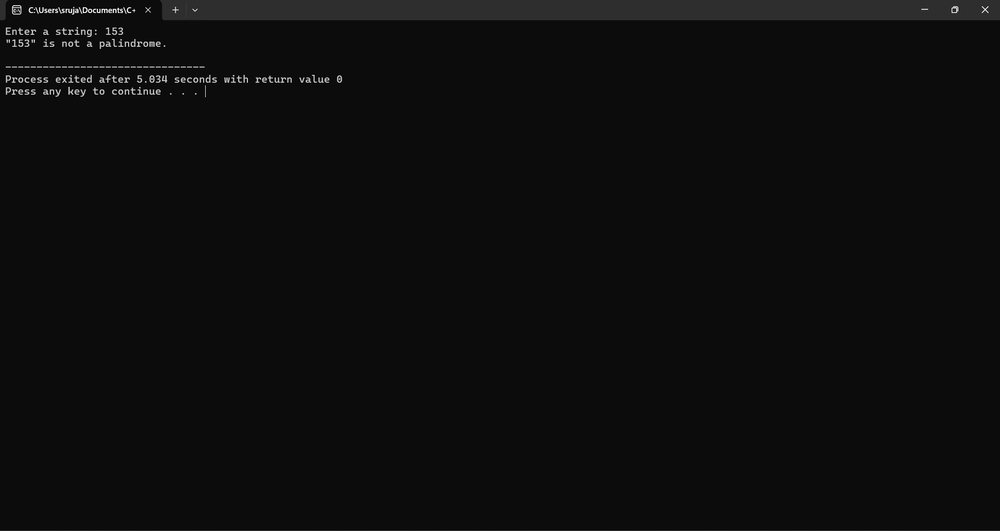 C:\Users\sruja\Documents\C+
Enter a string: 153
"153" is not a palindrome.
--------------------------------
Process exited after 5.034 seconds with return value 0
Press any key to continue . . .